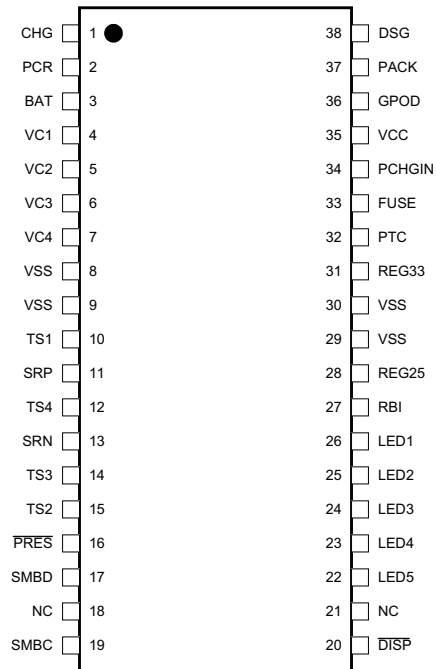 CHG 1 38 DSG
PCR 2 37 PACK
BAT 3 36 GPOD
VC1 4 35 VCC
VC2 5 34 PCHGIN
VC3 6 33 FUSE
VC4 7 32 PTC
VSS 8 31 REG33
VSS 9 30 VSS
TS1 10 29 VSS
SRP 11 28 REG25
TS4 12 27 RBI
SRN 13 26 LED1
TS3 14 25 LED2
TS2 15 24 LED3
PRES 16 23 LED4
SMBD 17 22 LED5
NC 18 21 NC
SMBC 19 20 DISP